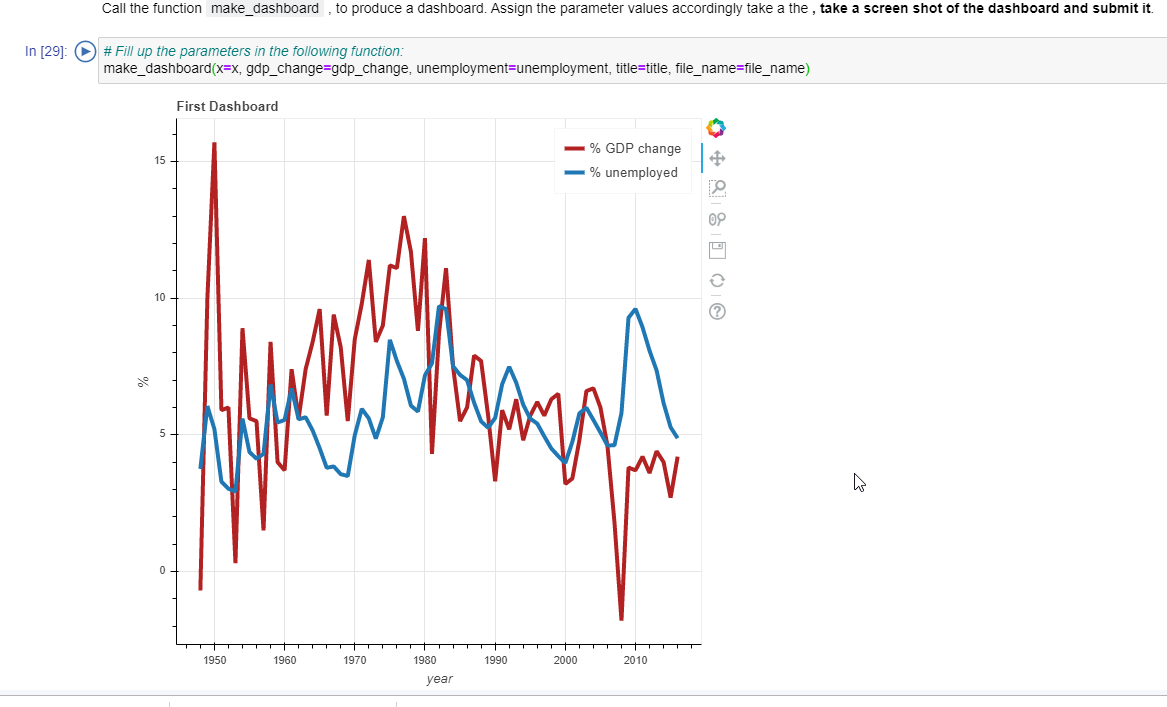 Call the function make_dashboard , to produce a dashboard. Assign the parameter values accordingly take a the , take a screen shot of the dashboard and submit it.
In [29]:
# Fill up the parameters in the following function:
make_dashboard(x=x, gdp_change=gdp_change, unemployment=unemployment, title=title, file_name=file_name)
First Dashboard
% GDP change
% unemployed
15
10
%
5
0
1950 1960 1970 1980 1990 2000 2010
year